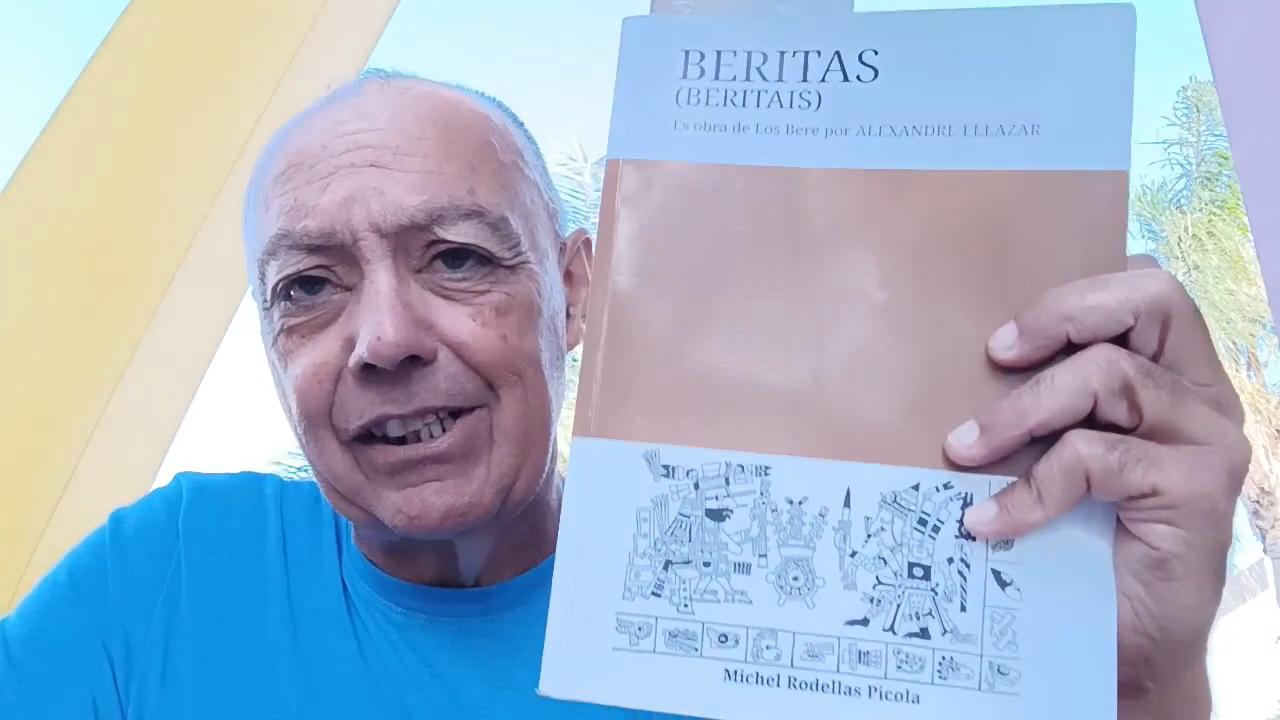 BERITAS
(BERITAIS)
Es obra de Los Bere por ALEXANDRE ELLAZAR
Michel Rodellas Picola